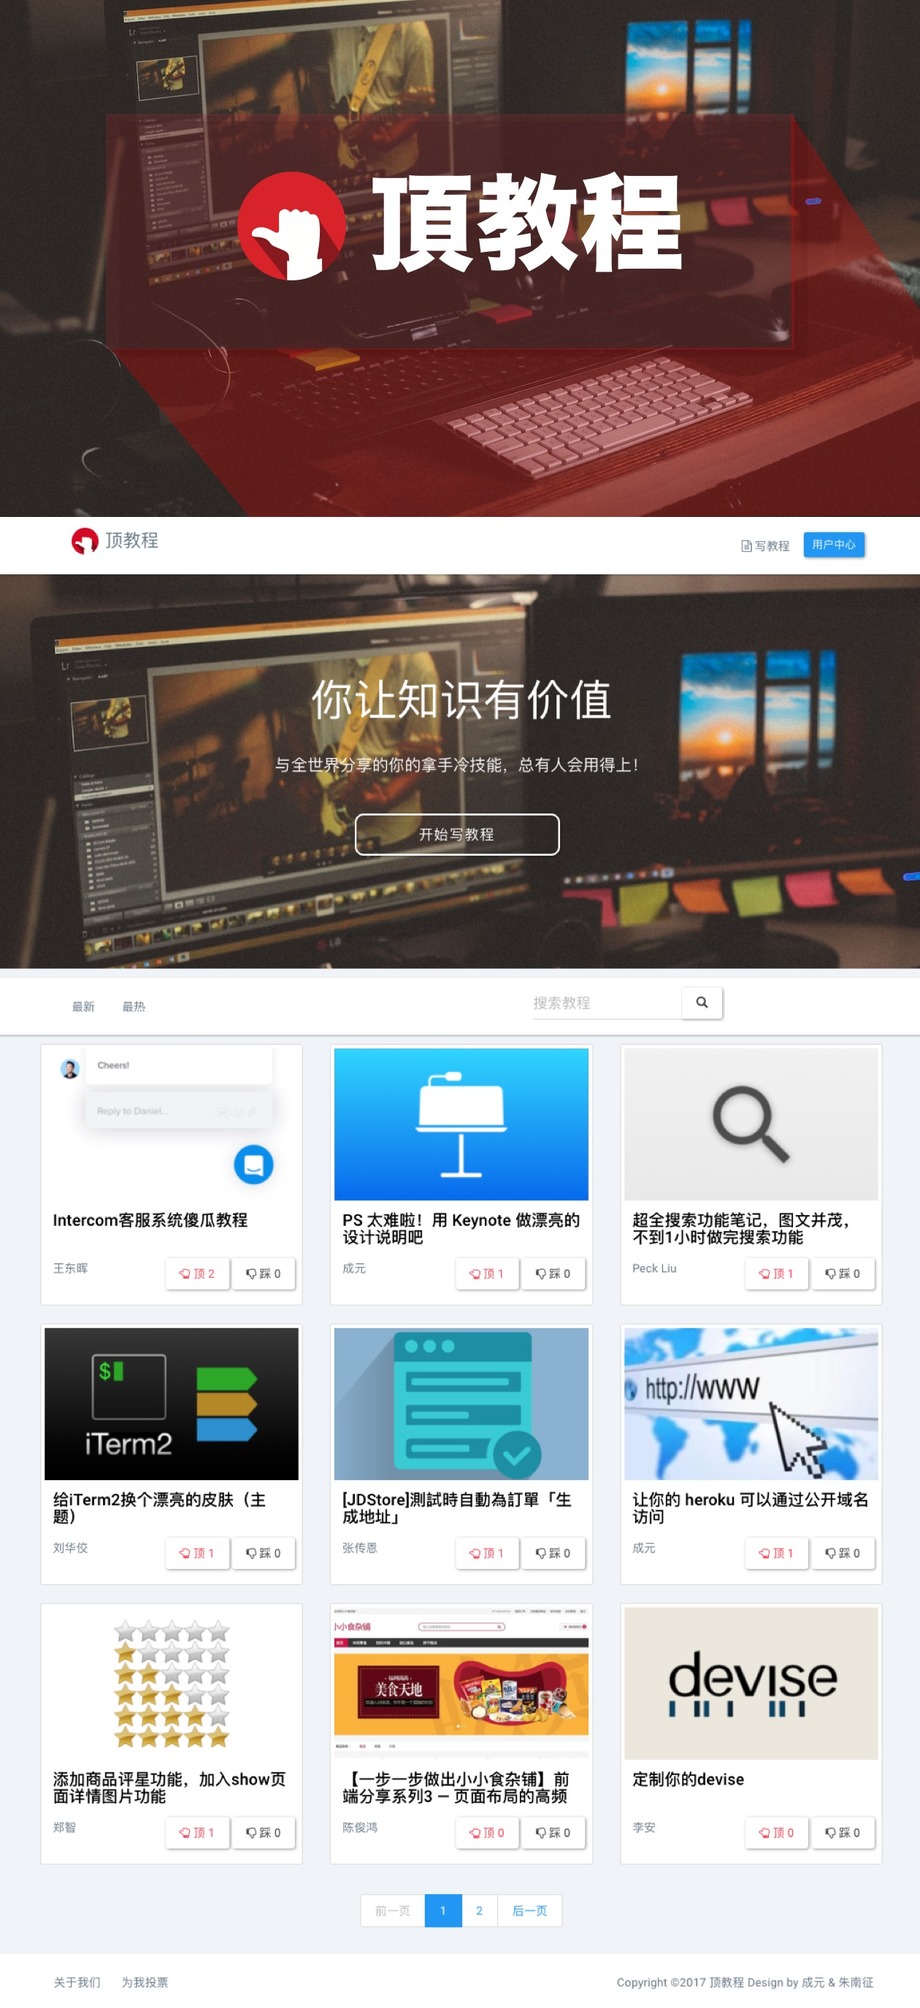 頂教程
顶教程
写教程
用户中心
你让知识有价值
与全世界分享的你的拿手冷技能，总有人会用得上！
开始写教程
最新
最热
搜索教程
Cheers!
Reply to Daniel...
Intercom客服系统傻瓜教程
王东晖
顶 2
踩 0
PS 太难啦！用 Keynote 做漂亮的
设计说明吧
成元
顶 1
踩 0
超全搜索功能笔记，图文并茂，
不到1小时做完搜索功能
Peck Liu
顶 1
踩 0
$
iTerm2
给iTerm2换个漂亮的皮肤（主
题）
刘华佼
顶 1
踩 0
[JDStore]測試時自動為訂單「生
成地址」
张传恩
顶 1
踩 0
http://www
让你的 heroku 可以通过公开域名
访问
成元
顶 1
踩 0
添加商品评星功能，加入show页
面详情图片功能
郑智
顶 1
踩 0
小小食杂铺
美食天地
【一步一步做出小小食杂铺】前
端分享系列3 — 页面布局的高频
陈俊鸿
顶 0
踩 0
devise
定制你的devise
李安
顶 0
踩 0
前一页
1
2
后一页
关于我们
为我投票
Copyright ©2017 顶教程 Design by 成元 & 朱南征